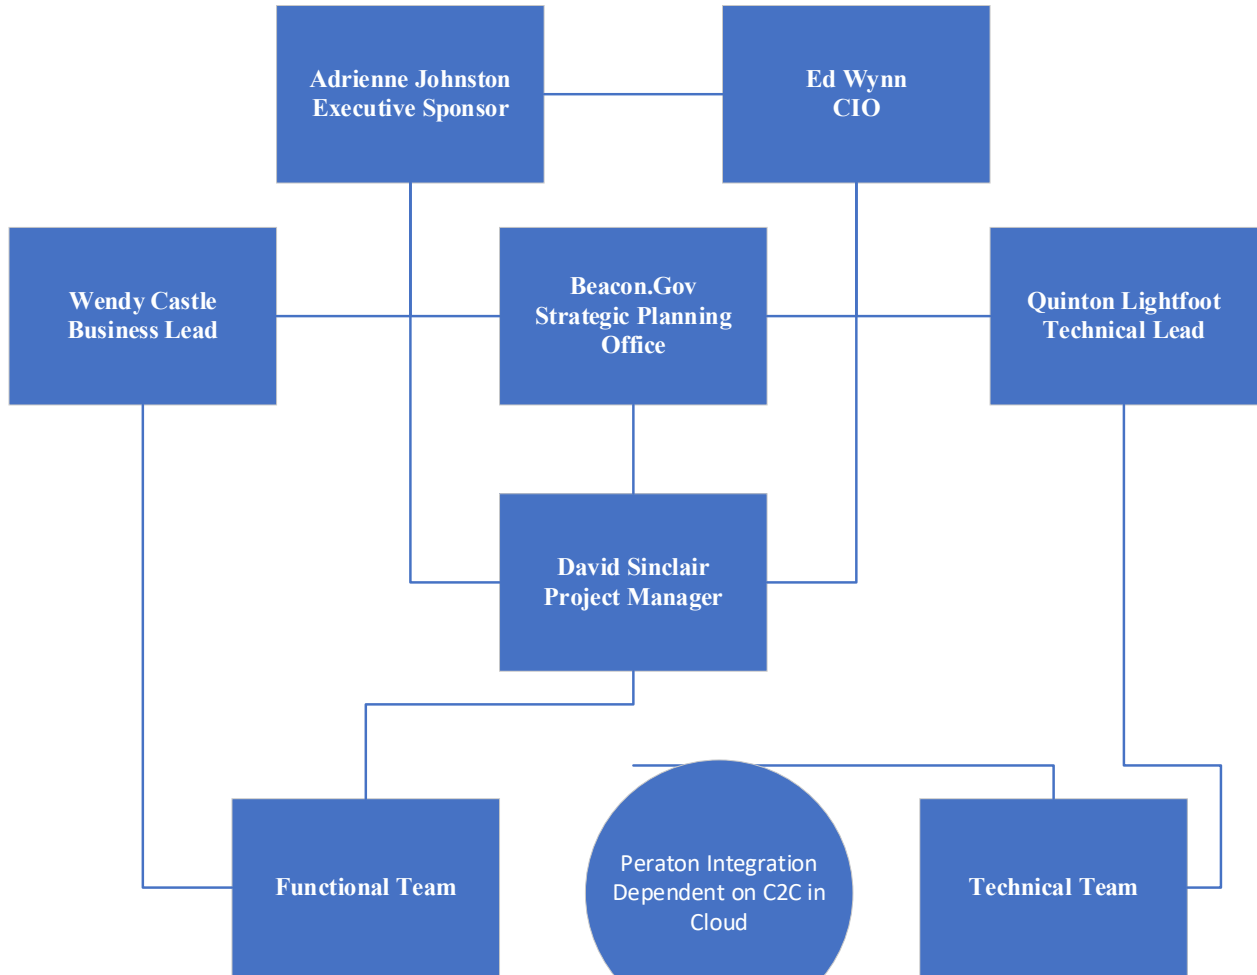 Adrienne Johnston
Executive Sponsor
Ed Wynn
CIO
Wendy Castle
Business Lead
Beacon.Gov
Strategic Planning
Office
Quinton Lightfoot
Technical Lead
David Sinclair
Project Manager
Functional Team
Peraton Integration
Dependent on C2C in
Cloud
Technical Team